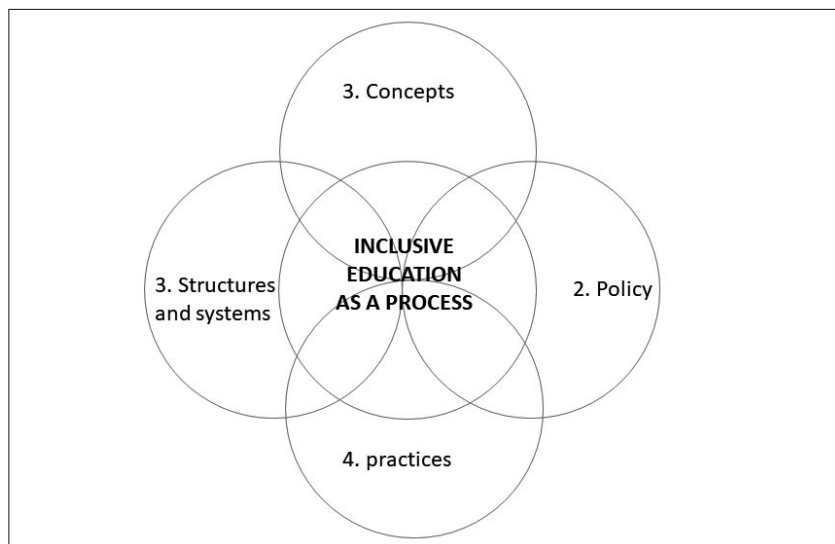 3. Concepts
INCLUSIVE
EDUCATION
AS A PROCESS
3. Structures
and systems
2. Policy
4. practices